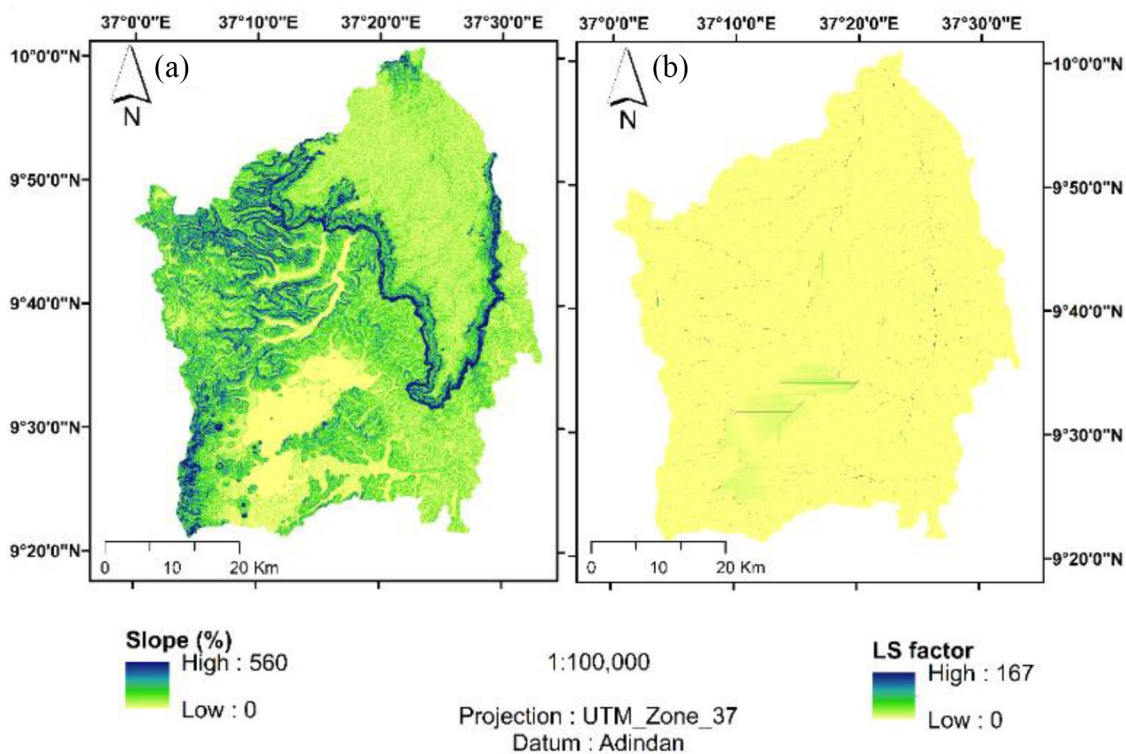 37°0'0"E 37°10'0"E 37°20'0"E 37°30'0"E
37°0'0"E 37°10'0"E 37°20'0"E 37°30'0"E
(a)
N
10°0'0"N
9°50'0"N
9°40'0"N
9°30'0"N
9°20'0"N
0 10 20 Km
(b)
N
10°0'0"N
9°50'0"N
9°40'0"N
9°30'0"N
9°20'0"N
0 10 20 Km
Slope (%)
High : 560
Low : 0
1:100,000
Projection : UTM_Zone_37
Datum : Adindan
LS factor
High : 167
Low : 0